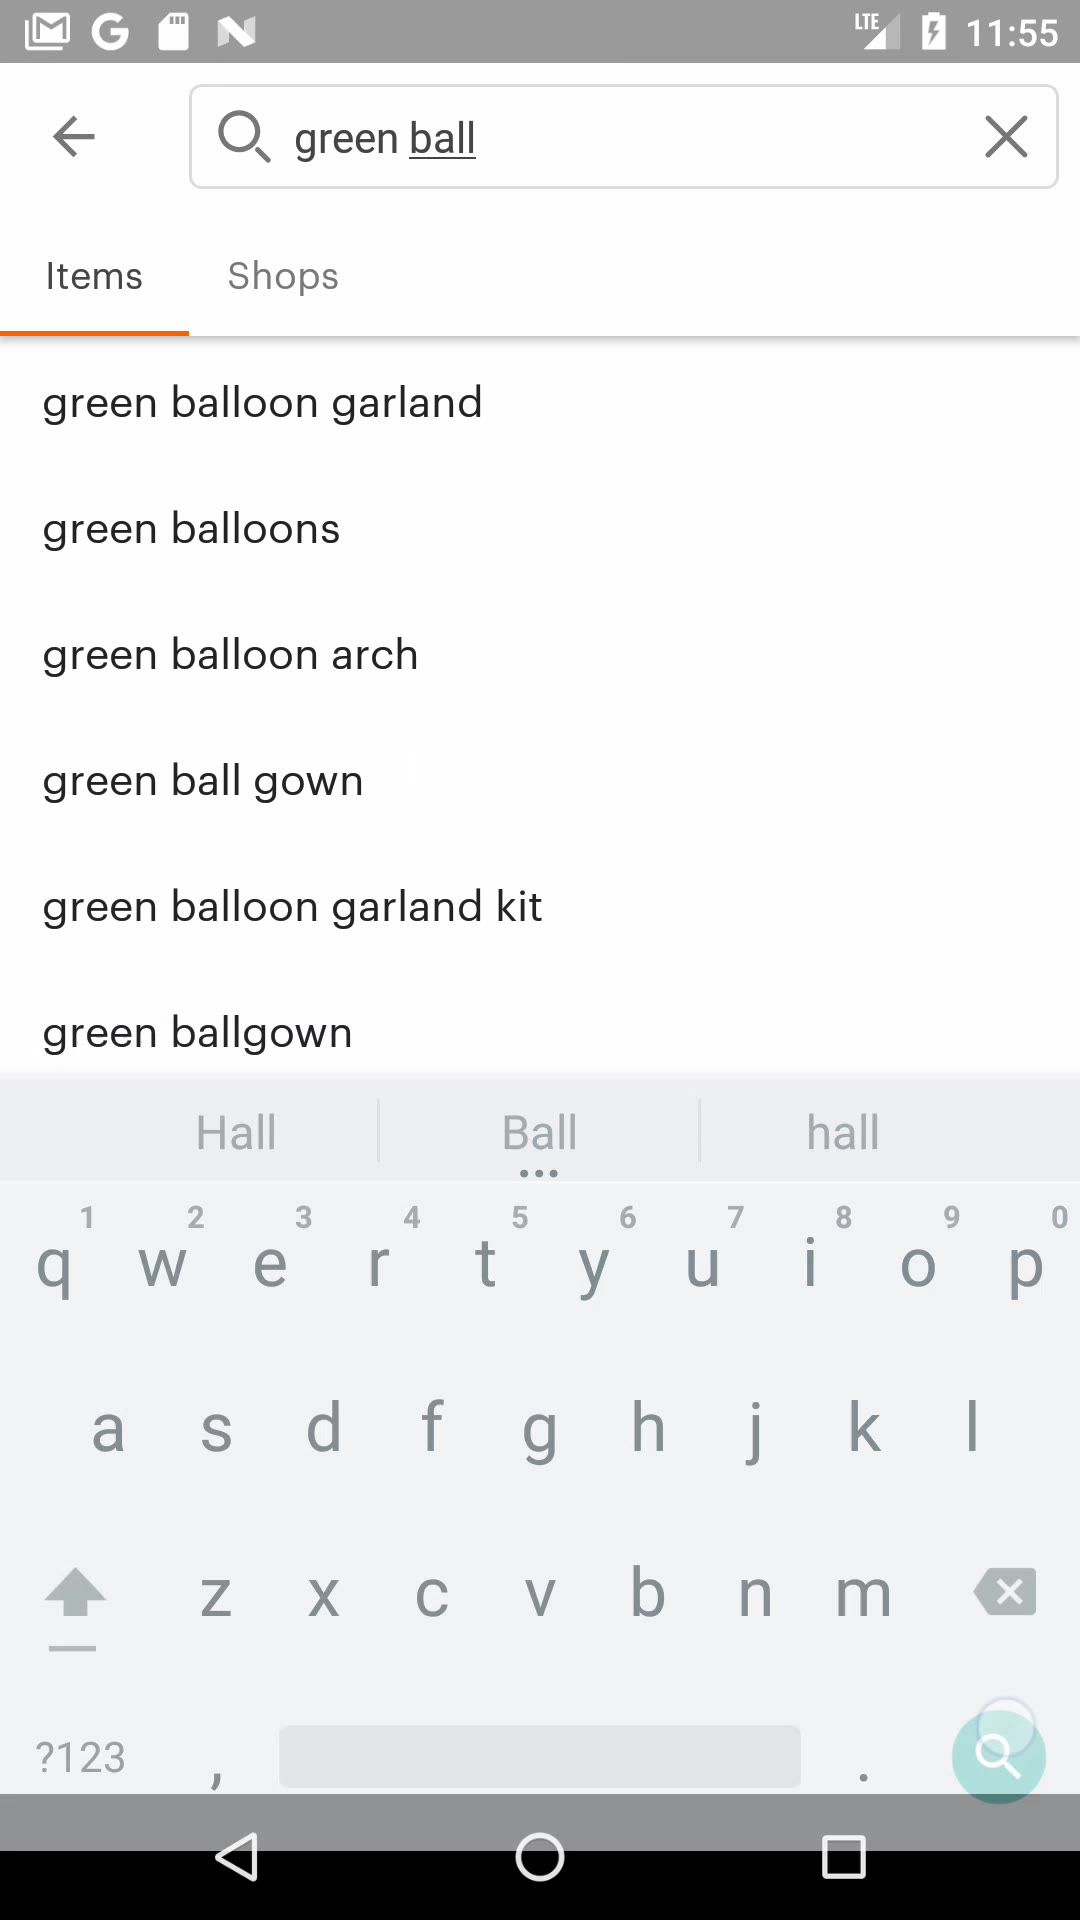 LTE 11:55
green ball
Items Shops
green balloon garland
green balloons
green balloon arch
green ball gown
green balloon garland kit
green ballgown
Hall Ball hall
1 2 3 4 5 6 7 8 9 0
q w e r t y u i o p
a s d f g h j k l
z x c v b n m
?123 , .